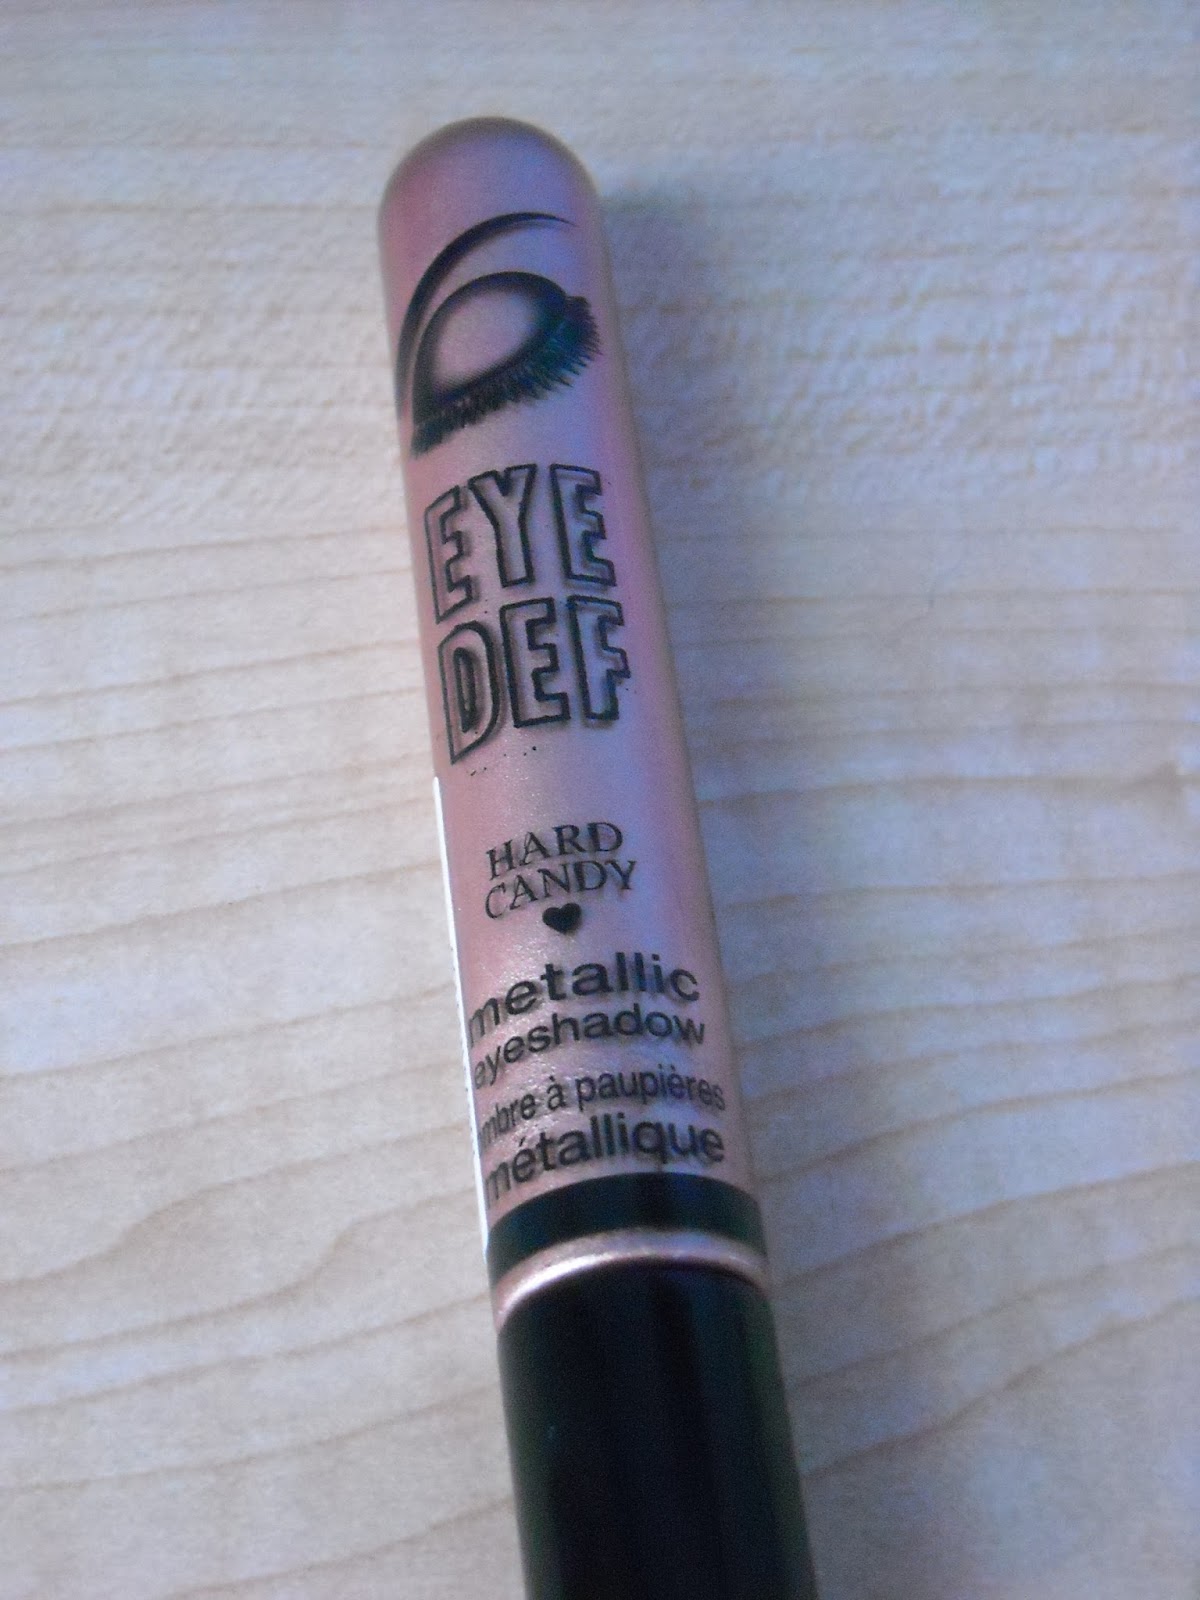 EYE
DEF
HARD
CANDY
metallic
eyeshadow
ombre à paupières
métallique